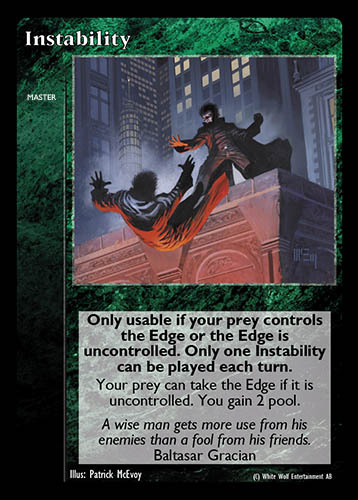 Instability
MASTER
Only usable if your prey controls
the Edge or the Edge is
uncontrolled. Only one Instability
can be played each turn.
Your prey can take the Edge if it is
uncontrolled. You gain 2 pool.
A wise man gets more use from his
enemies than a fool from his friends.
Baltasar Gracian
Illus: Patrick McEvoy
(C) White Wolf Entertainment AB